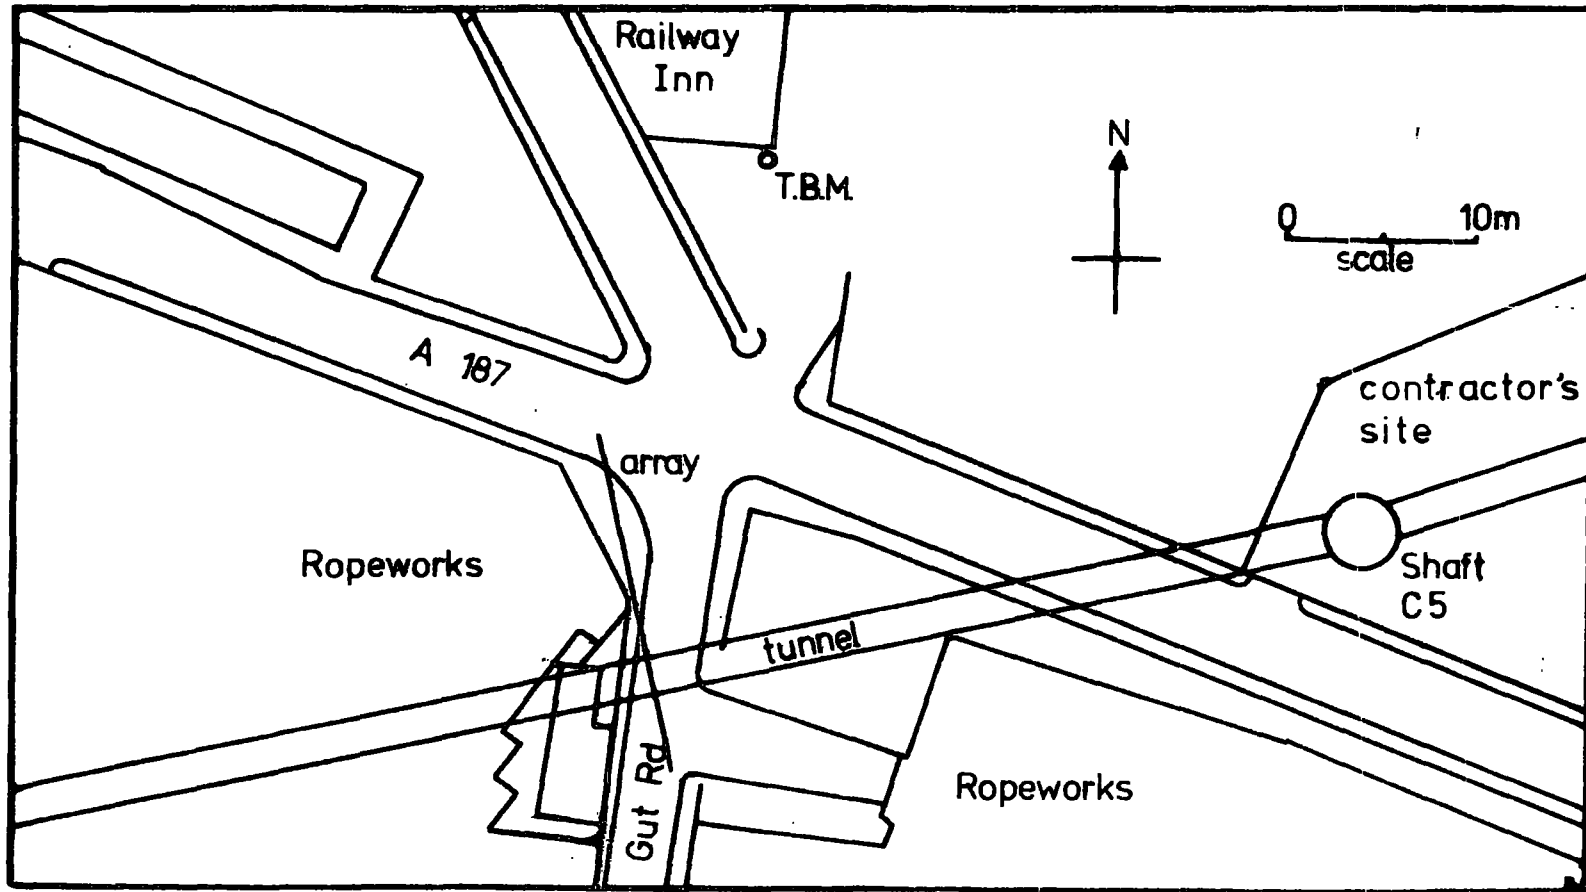 Railway
Inn
T.B.M.
N
0 10m
scale
A 187
contractor's
site
array
Ropeworks
Shaft
C5
tunnel
Gut Rd
Ropeworks